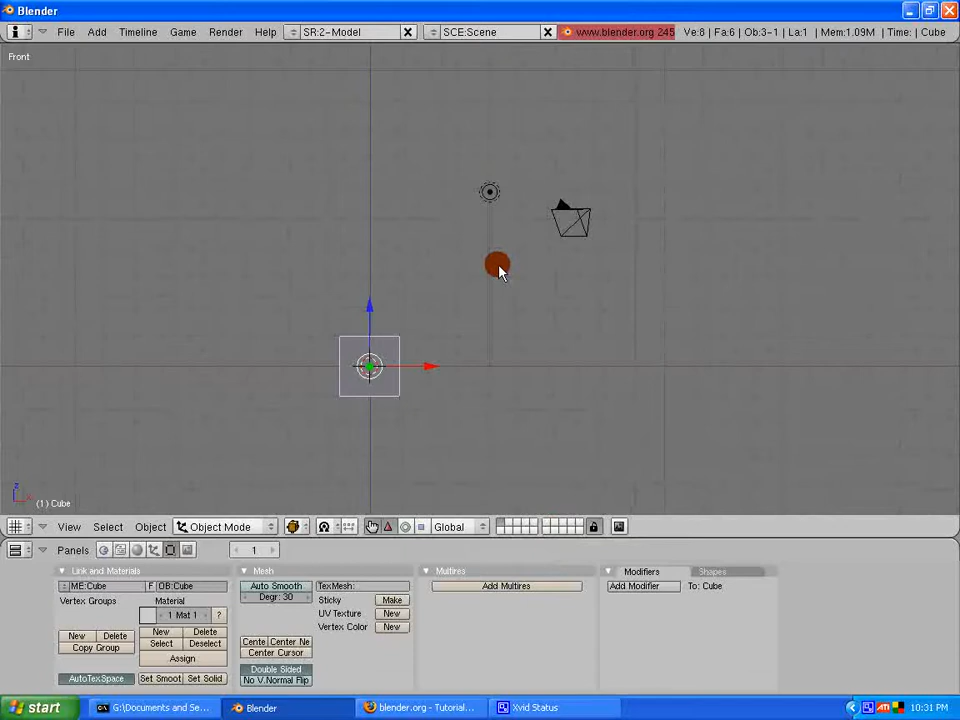 Blender
File Add Timeline Game Render Help SR:2-Model SCE:Scene www.blender.org 245 Ve:8 | Fa:6 | Ob:3-1 | La:1 | Mem:1.09M | Time: | Cube
Front
z
x
(1) Cube
View Select Object Object Mode Global
Panels 1
Link and Materials Mesh Multires Modifiers Shapes
ME:Cube F OB:Cube Auto Smooth TexMesh: Add Multires Add Modifier To: Cube
Vertex Groups Material Degr: 30 Sticky Make
1 Mat 1 ? UV Texture New
New Delete New Delete Vertex Color New
Copy Group Select Deselect Cente Center Ne
Assign Center Cursor
Double Sided
AutoTexSpace Set Smoot Set Solid No V.Normal Flip
start G:\Documents and Se... Blender blender.org - Tutorial... Xvid Status ATI 10:31 PM